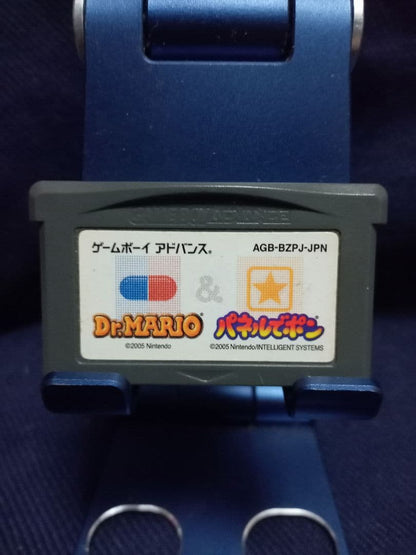 GAME BOY ADVANCE
ゲームボーイ アドバンス® AGB-BZPJ-JPN
&
Dr.MARIO パネルでポン
©2005 Nintendo ©2005 Nintendo/INTELLIGENT SYSTEMS